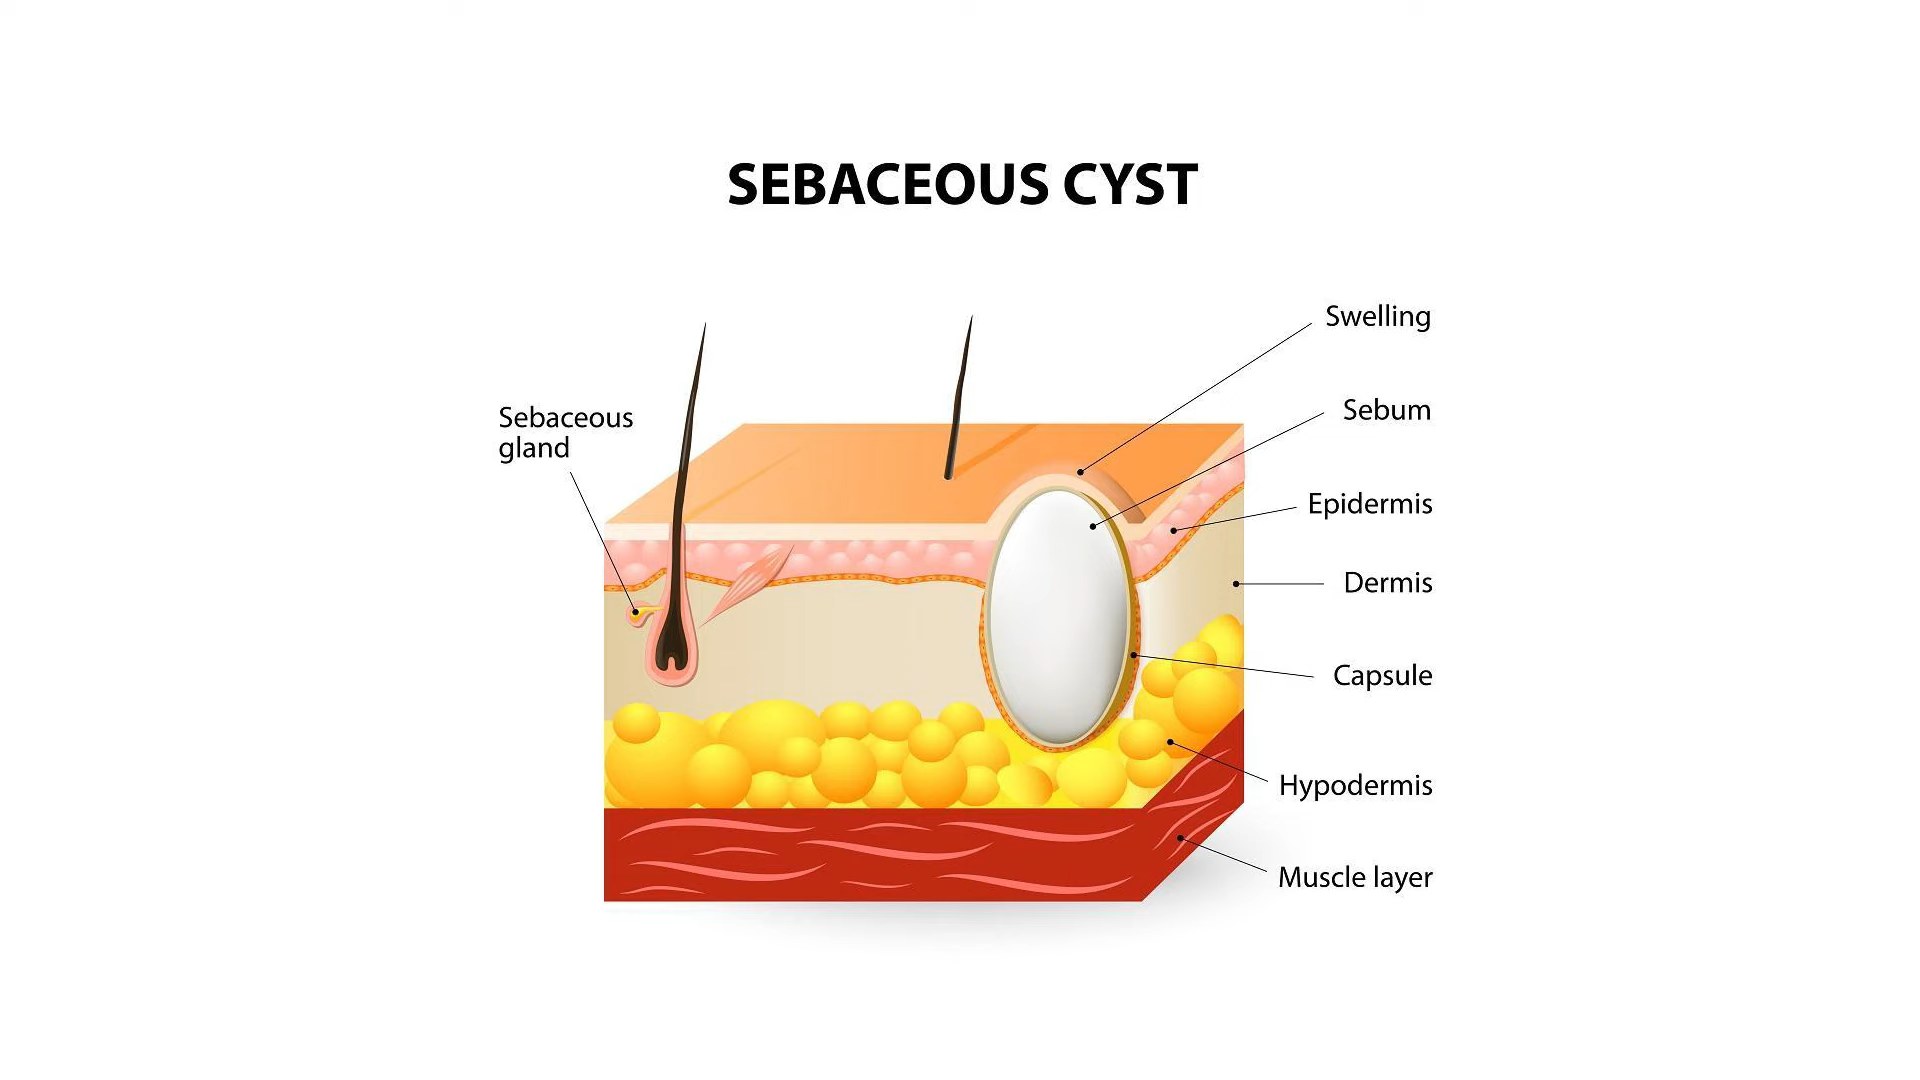 SEBACEOUS CYST
Swelling
Sebaceous
gland
Sebum
Epidermis
Dermis
Capsule
Hypodermis
Muscle layer